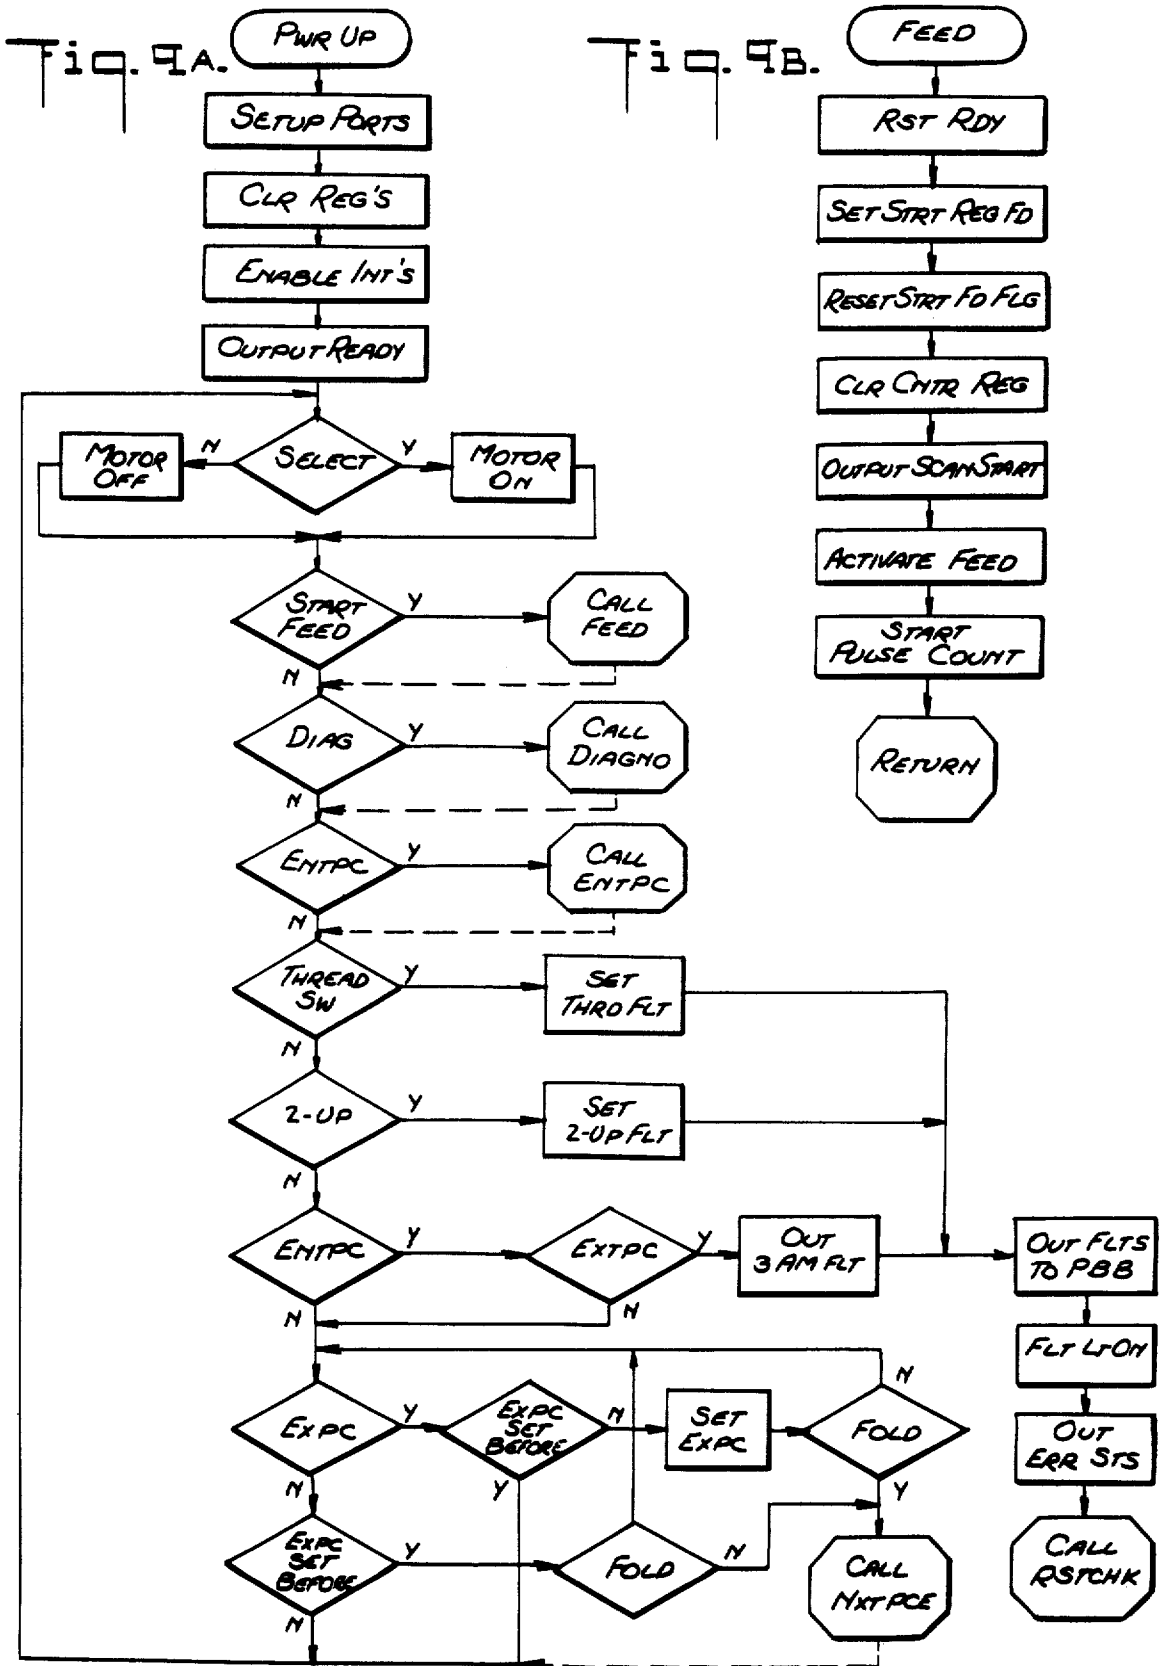 Fig. 9A.
PWR UP
SETUP PORTS
CLR REG'S
ENABLE INT'S
OUTPUT READY
N
SELECT
Y
MOTOR
OFF
MOTOR
ON
START
FEED
Y
CALL
FEED
N
DIAG
Y
CALL
DIAGNO
N
ENTPC
Y
CALL
ENTPC
N
THREAD
SW
Y
SET
THRD FLT
N
2-UP
Y
SET
2-UP FLT
N
ENTPC
Y
EXTPC
Y
OUT
3 AM FLT
OUT FLTS
TO PBB
N
N
FLT LT ON
EXPC
Y
EXPC
SET
BEFORE
N
SET
EXPC
FOLD
N
OUT
ERR STS
N
Y
Y
EXPC
SET
BEFORE
Y
FOLD
N
CALL
NXT PCE
CALL
RSTCHK
N
Fig. 9B.
FEED
RST RDY
SET STRT REG FD
RESET STRT FD FLG
CLR CNTR REG
OUTPUT SCAN START
ACTIVATE FEED
START
PULSE COUNT
RETURN